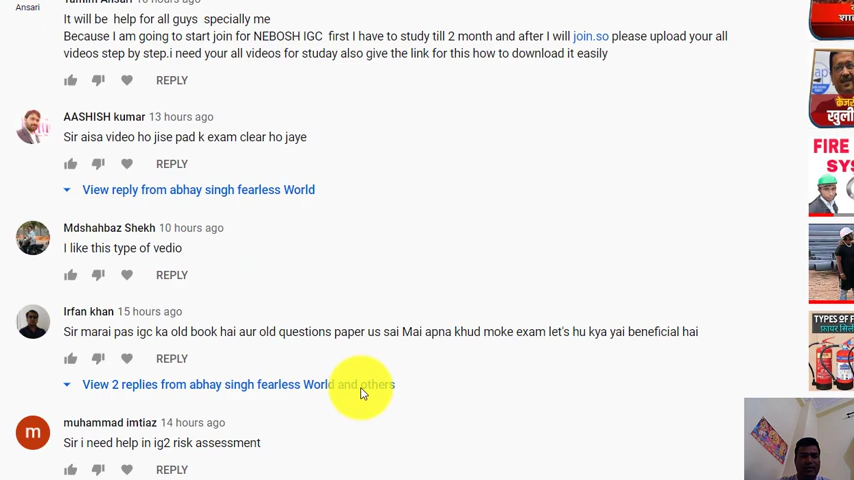 Ansari
It will be help for all guys specially me
Because I am going to start join for NEBOSH IGC first I have to study till 2 month and after I will join.so please upload your all
videos step by step.i need your all videos for studay also give the link for this how to download it easily
REPLY
AASHISH kumar 13 hours ago
Sir aisa video ho jise pad k exam clear ho jaye
REPLY
View reply from abhay singh fearless World
Mdshahbaz Shekh 10 hours ago
I like this type of vedio
REPLY
Irfan khan 15 hours ago
Sir marai pas igc ka old book hai aur old questions paper us sai Mai apna khud moke exam let's hu kya yai beneficial hai
REPLY
View 2 replies from abhay singh fearless World and others
m
muhammad imtiaz 14 hours ago
Sir i need help in ig2 risk assessment
REPLY
FIRE
SY
TYPES OF F